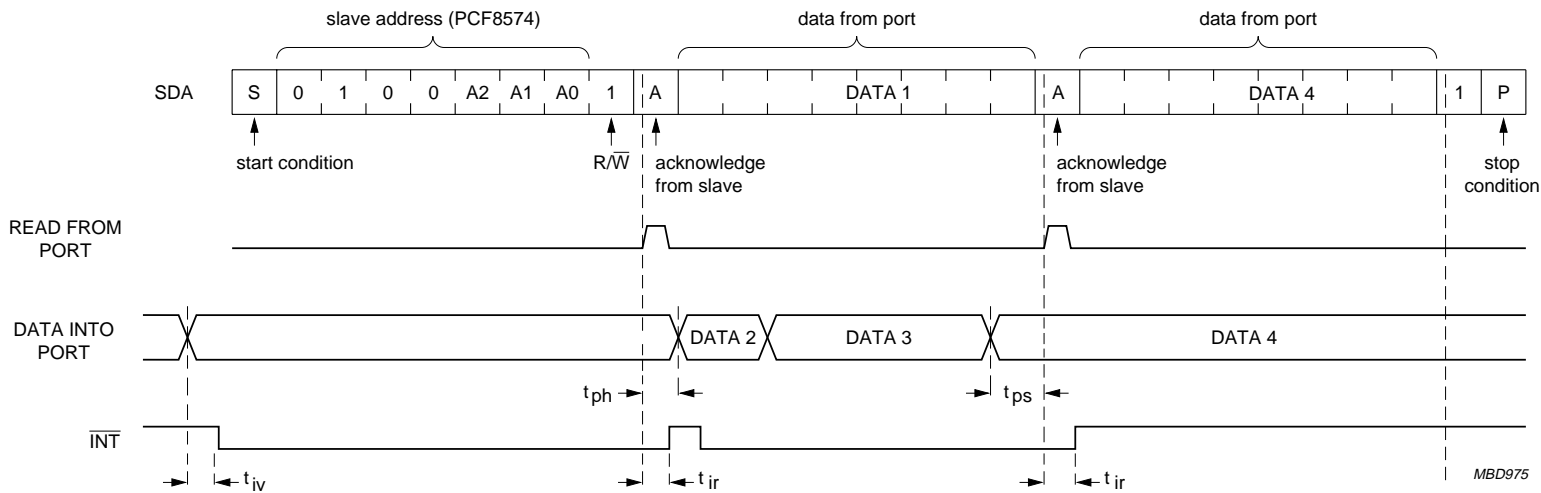 slave address (PCF8574) data from port data from port
SDA S 0 1 0 0 A2 A1 A0 1 A DATA 1 A DATA 4 1 P
start condition R/W̅ acknowledge from slave acknowledge from slave stop condition
READ FROM PORT
DATA INTO PORT DATA 2 DATA 3 DATA 4
t ph t ps
I̅N̅T̅
t iv t ir t ir MBD975